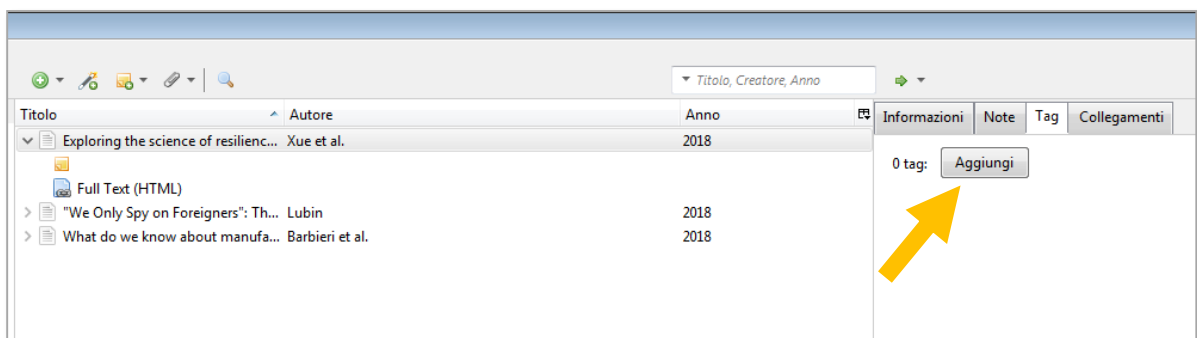 Titolo, Creatore, Anno
Titolo Autore Anno
Informazioni Note Tag Collegamenti
Exploring the science of resilienc... Xue et al. 2018
0 tag: Aggiungi
Full Text (HTML)
"We Only Spy on Foreigners": Th... Lubin 2018
What do we know about manufa... Barbieri et al. 2018